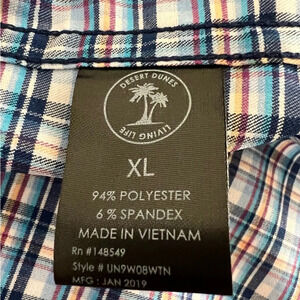 DESERT DUNES
LIVING LIFE
XL
94% POLYESTER
6% SPANDEX
MADE IN VIETNAM
Rn #148549
Style # UN9W08WTN
MFG : JAN 2019